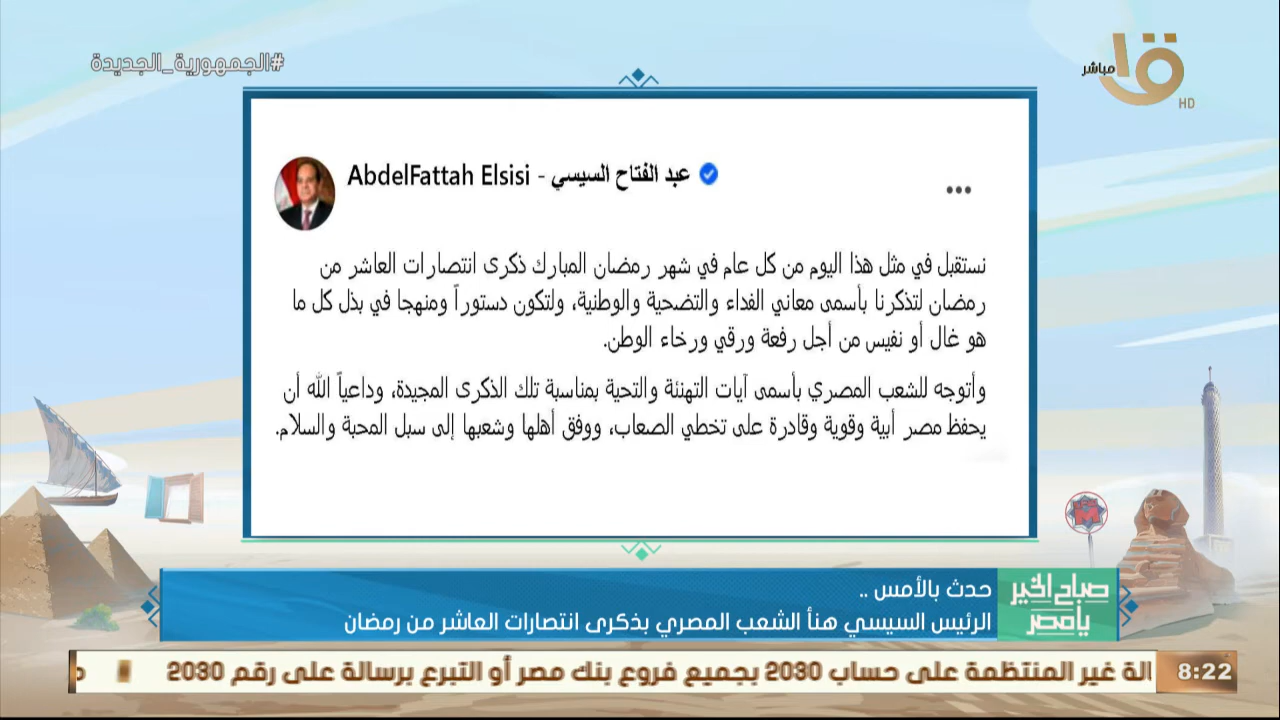 #الجمهورية_الجديدة
مباشر
HD
AbdelFattah Elsisi - عبد الفتاح السيسي
نستقبل في مثل هذا اليوم من كل عام في شهر رمضان المبارك ذكرى انتصارات العاشر من
رمضان لتذكرنا بأسمى معاني الفداء والتضحية والوطنية، ولتكون دستوراً ومنهجا في بذل كل ما
هو غال أو نفيس من أجل رفعة ورقي ورخاء الوطن.
وأتوجه للشعب المصري بأسمى آيات التهنئة والتحية بمناسبة تلك الذكرى المجيدة، وداعياً الله أن
يحفظ مصر أبية وقوية وقادرة على تخطي الصعاب، ووفق أهلها وشعبها إلى سبل المحبة والسلام.
M
صباح الخير
يا مصر
حدث بالأمس ..
الرئيس السيسي هنأ الشعب المصري بذكرى انتصارات العاشر من رمضان
8:22
الة غير المنتظمة على حساب 2030 بجميع فروع بنك مصر أو التبرع برسالة على رقم 2030